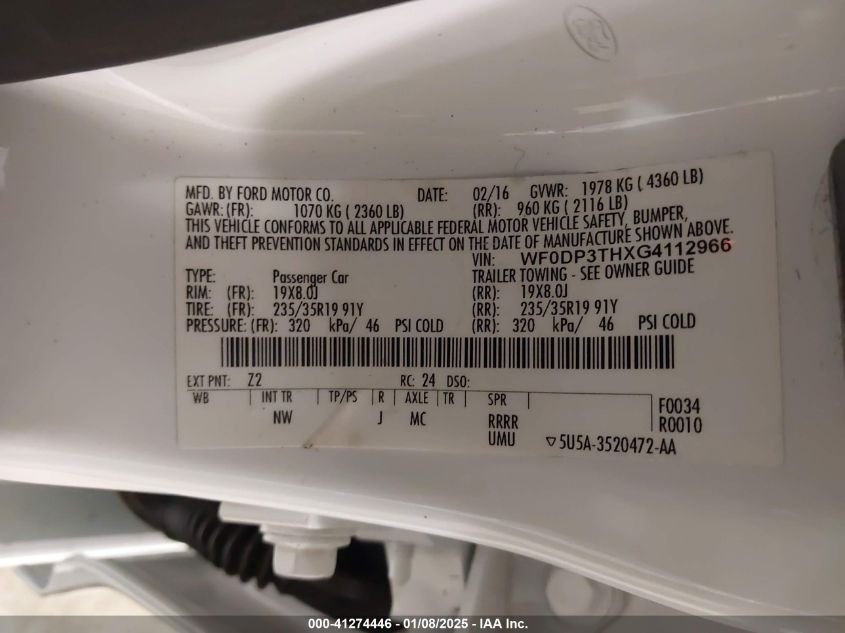 MFD. BY FORD MOTOR CO. DATE: 02/16 GVWR: 1978 KG ( 4360 LB)
GAWR: (FR): 1070 KG ( 2360 LB) (RR): 960 KG ( 2116 LB)
THIS VEHICLE CONFORMS TO ALL APPLICABLE FEDERAL MOTOR VEHICLE SAFETY, BUMPER,
AND THEFT PREVENTION STANDARDS IN EFFECT ON THE DATE OF MANUFACTURE SHOWN ABOVE.
VIN: WF0DP3THXG4112966
TYPE: Passenger Car TRAILER TOWING - SEE OWNER GUIDE
RIM: (FR): 19X8.0J (RR): 19X8.0J
TIRE: (FR): 235/35R19 91Y (RR): 235/35R19 91Y
PRESSURE: (FR): 320 kPa/ 46 PSI COLD (RR): 320 kPa/ 46 PSI COLD
EXT PNT: Z2 RC: 24 DSO:
WB | INT TR | TP/PS | R | AXLE | TR | SPR | F0034
NW J MC RRRR R0010
UMU ▽ 5U5A-3520472-AA
000-41274446 - 01/08/2025 - IAA Inc.